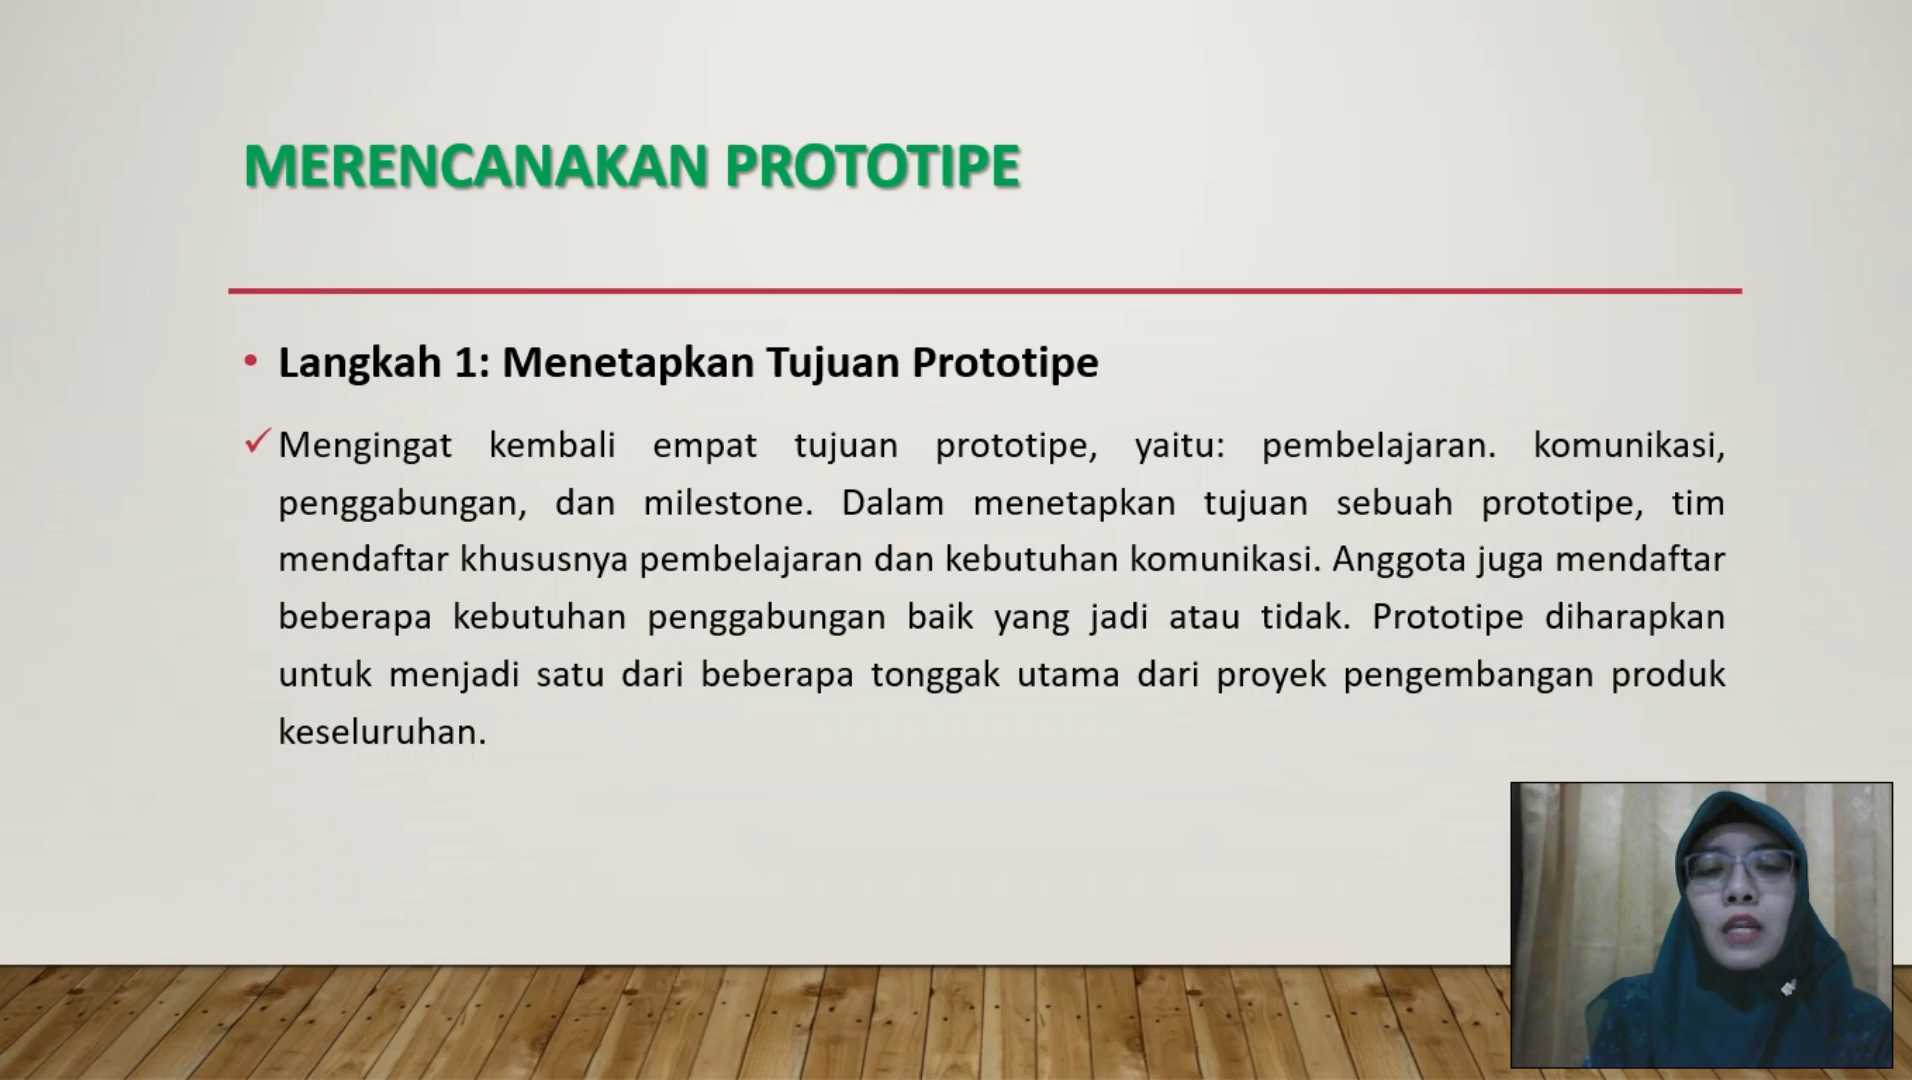 MERENCANAKAN PROTOTIPE
• Langkah 1: Menetapkan Tujuan Prototipe
✓ Mengingat kembali empat tujuan prototipe, yaitu: pembelajaran. komunikasi,
penggabungan, dan milestone. Dalam menetapkan tujuan sebuah prototipe, tim
mendaftar khususnya pembelajaran dan kebutuhan komunikasi. Anggota juga mendaftar
beberapa kebutuhan penggabungan baik yang jadi atau tidak. Prototipe diharapkan
untuk menjadi satu dari beberapa tonggak utama dari proyek pengembangan produk
keseluruhan.